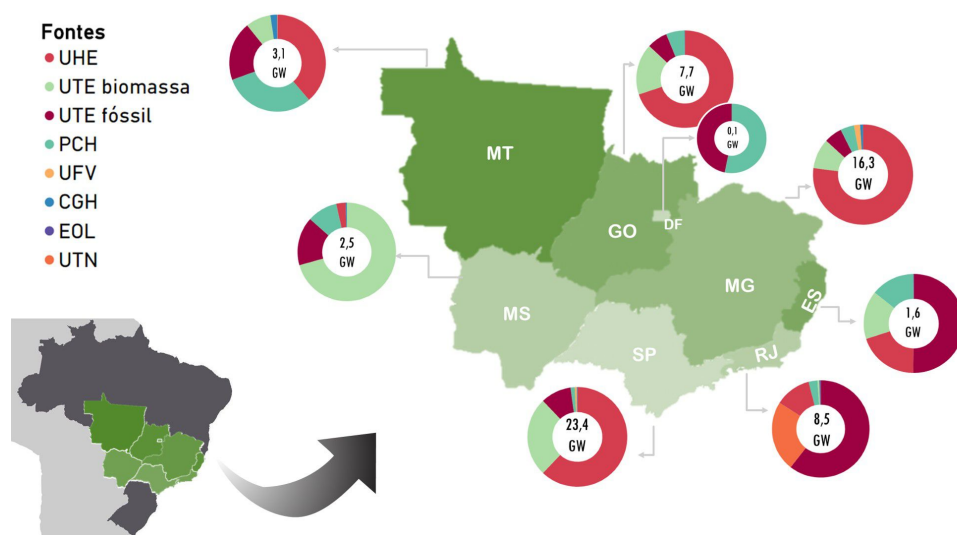 Fontes
UHE
UTE biomassa
UTE fóssil
PCH
UFV
CGH
EOL
UTN
3,1
GW
7,7
GW
0,1
GW
16,3
GW
MT
GO
DF
2,5
GW
MG
ES
1,6
GW
MS
SP
RJ
23,4
GW
8,5
GW